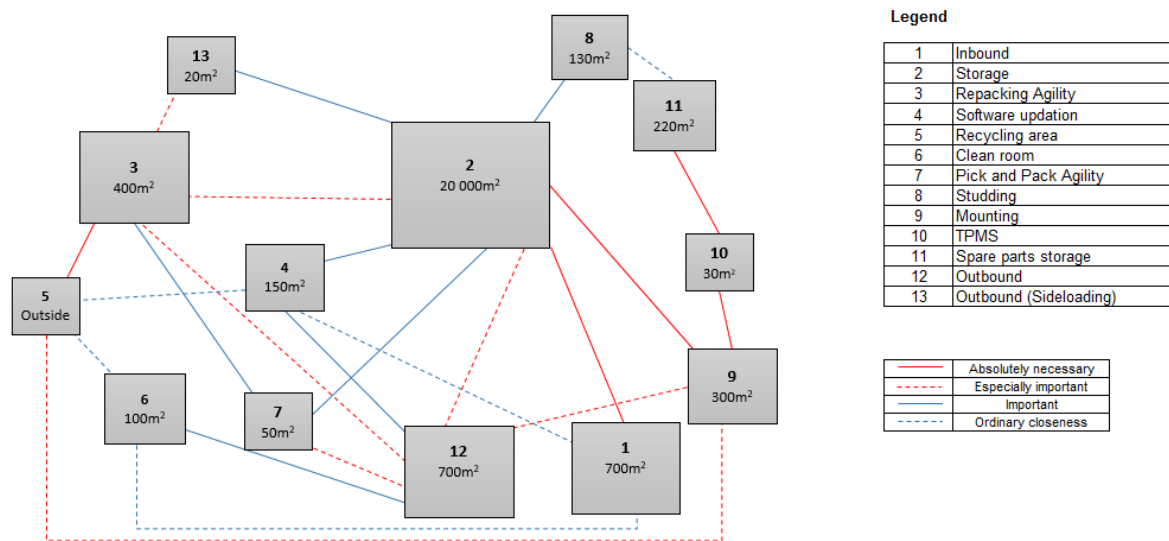 13
20m²
8
130m²
11
220m²
3
400m²
2
20 000m²
4
150m²
10
30m²
5
Outside
6
100m²
7
50m²
12
700m²
1
700m²
9
300m²
Legend
1 Inbound
2 Storage
3 Repacking Agility
4 Software updation
5 Recycling area
6 Clean room
7 Pick and Pack Agility
8 Studding
9 Mounting
10 TPMS
11 Spare parts storage
12 Outbound
13 Outbound (Sideloading)
Absolutely necessary
Especially important
Important
Ordinary closeness